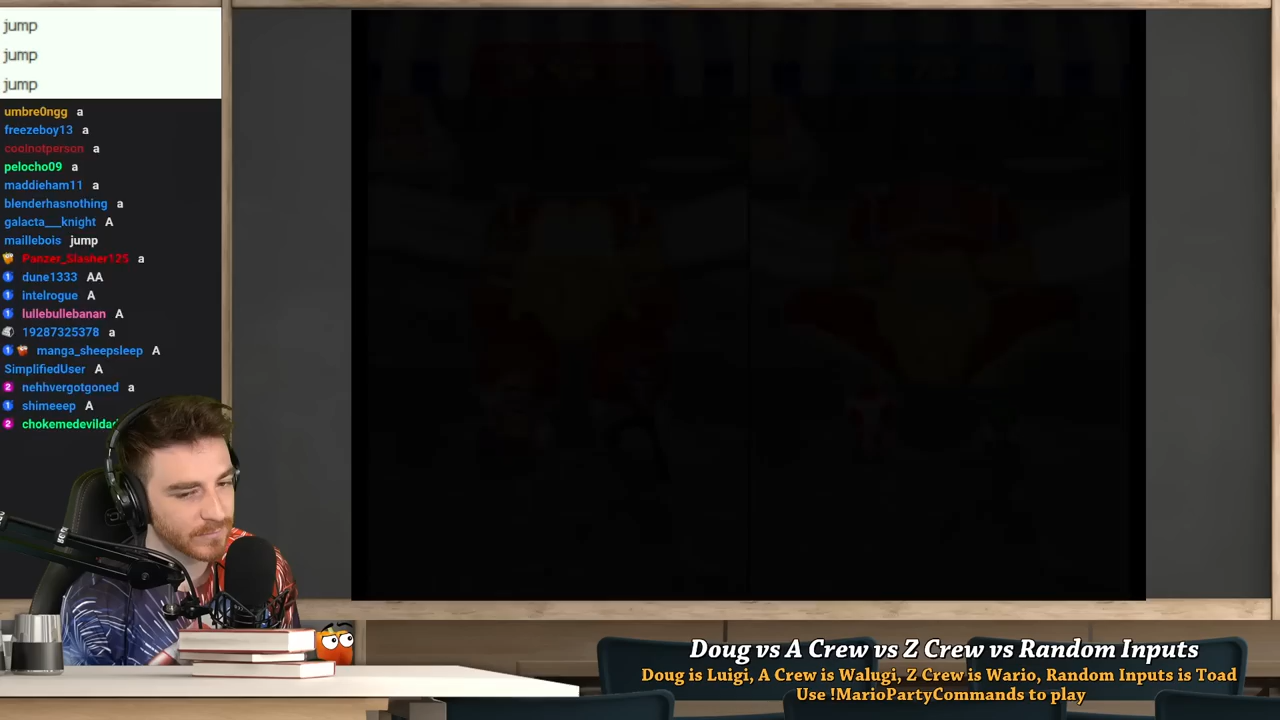 jump
jump
jump
umbre0ngg a
freezeboy13 a
coolnotperson a
pelocho09 a
maddieham11 a
blenderhasnothing a
galacta__knight A
maillebois jump
Panzer_Slasher125 a
dune1333 AA
intelrogue A
lullebullebanan A
19287325378 a
manga_sheepsleep A
SimplifiedUser A
nehhvergotgoned a
shimeeep A
Doug vs A Crew vs Z Crew vs Random Inputs
Doug is Luigi, A Crew is Walugi, Z Crew is Wario, Random Inputs is Toad
Use !MarioPartyCommands to play